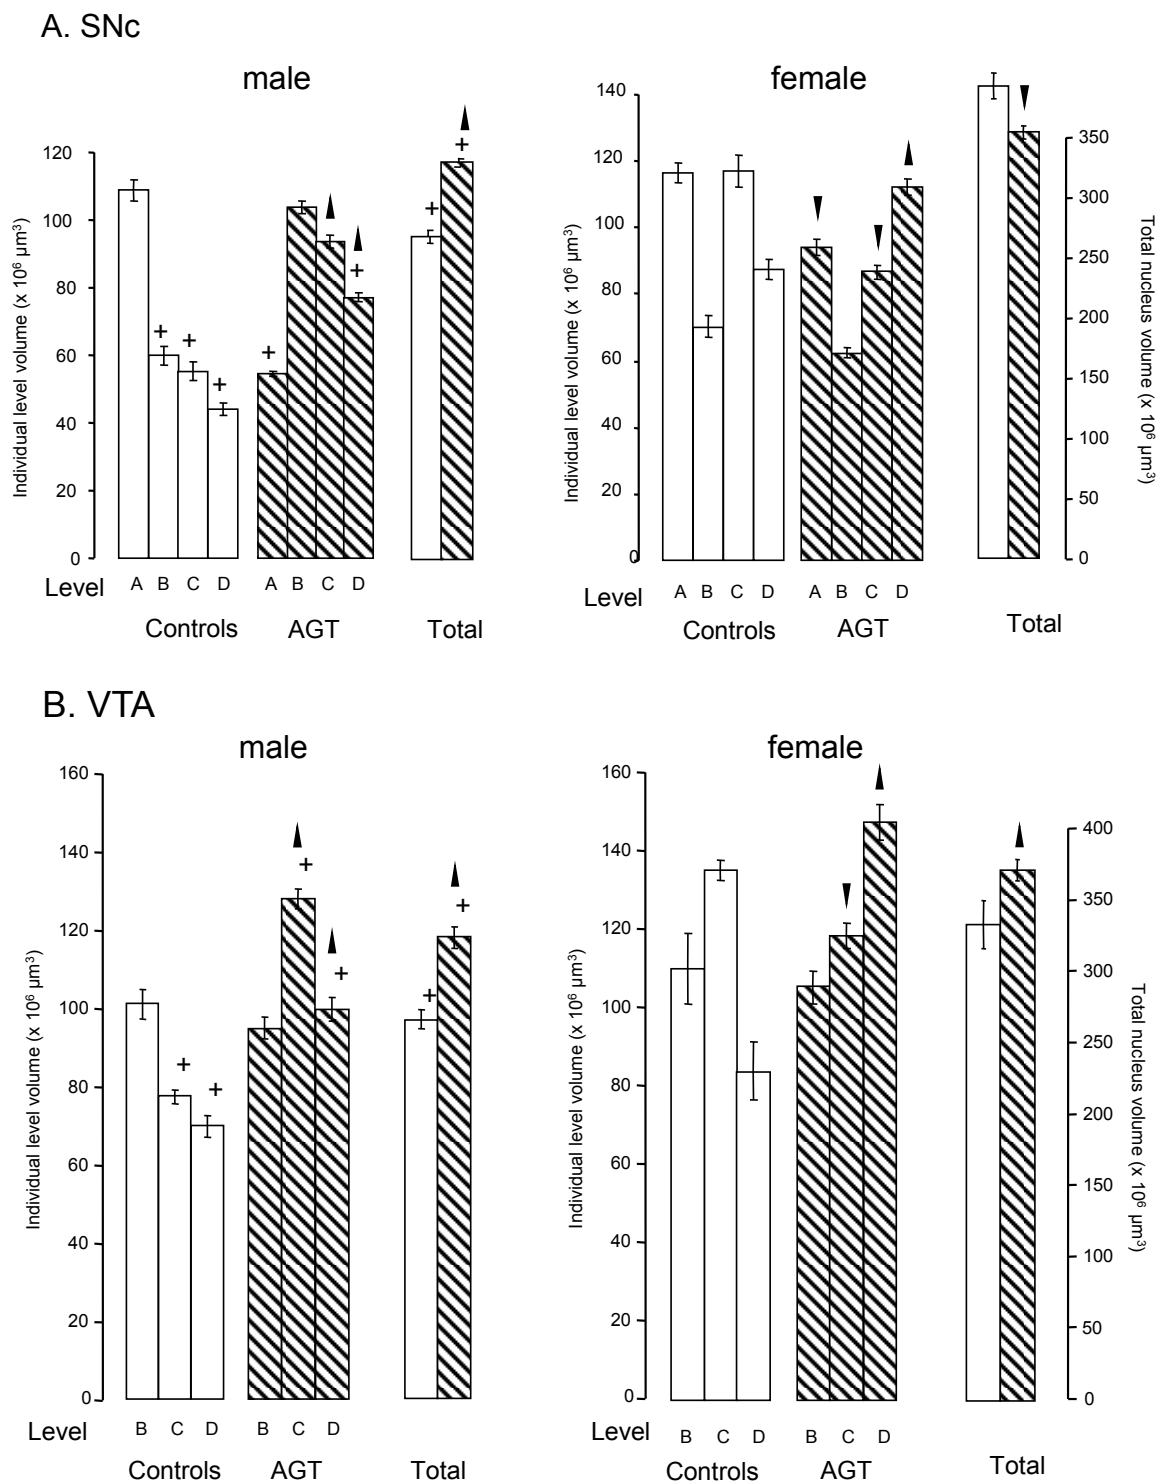 A. SNc
male
female
Individual level volume (x 10⁶ µm³)
120
100
80
60
40
20
0
+
+
+
+
+
+
+
+
Level
A B C D
A B C D
Controls
AGT
Total
Individual level volume (x 10⁶ µm³)
140
120
100
80
60
40
20
0
Total nucleus volume (x 10⁶ µm³)
350
300
250
200
150
100
50
0
Level
A B C D
A B C D
Controls
AGT
Total
B. VTA
male
female
Individual level volume (x 10⁶ µm³)
160
140
120
100
80
60
40
20
0
+
+
+
+
+
+
Level
B C D
B C D
Controls
AGT
Total
Individual level volume (x 10⁶ µm³)
160
140
120
100
80
60
40
20
0
Total nucleus volume (x 10⁶ µm³)
400
350
300
250
200
150
100
50
0
Level
B C D
B C D
Controls
AGT
Total